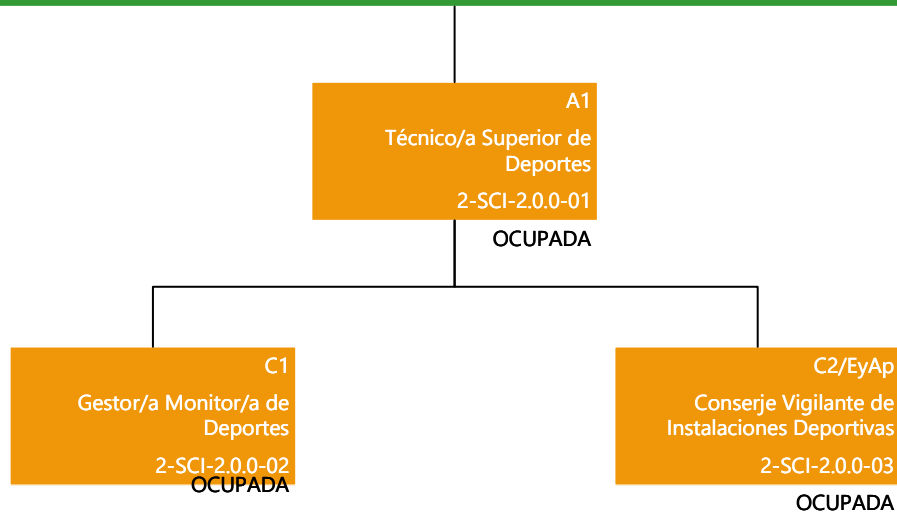 A1
Técnico/a Superior de
Deportes
2-SCI-2.0.0-01
OCUPADA
C1
Gestor/a Monitor/a de
Deportes
2-SCI-2.0.0-02
OCUPADA
C2/EyAp
Conserje Vigilante de
Instalaciones Deportivas
2-SCI-2.0.0-03
OCUPADA